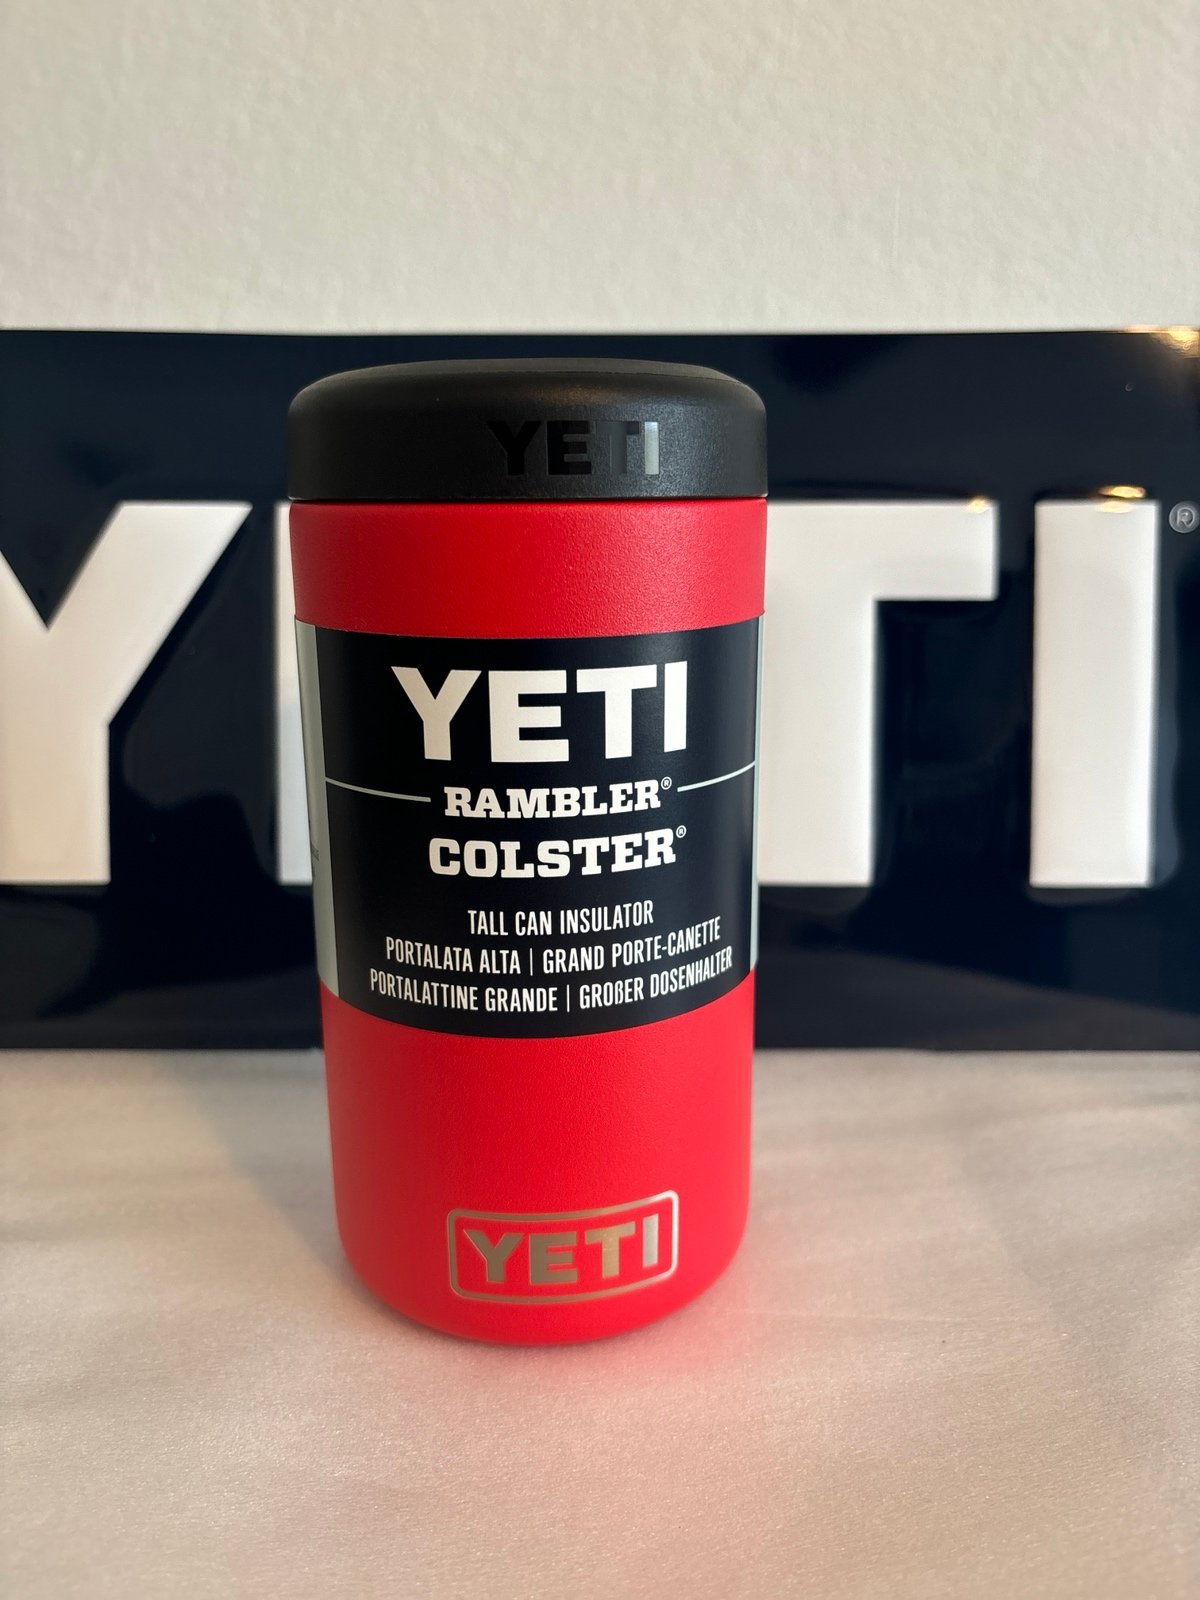 YETI
YETI®
YETI
RAMBLER®
COLSTER®
TALL CAN INSULATOR
PORTALATA ALTA | GRAND PORTE-CANETTE
PORTALATTINE GRANDE | GROßER DOSENHALTER
YETI